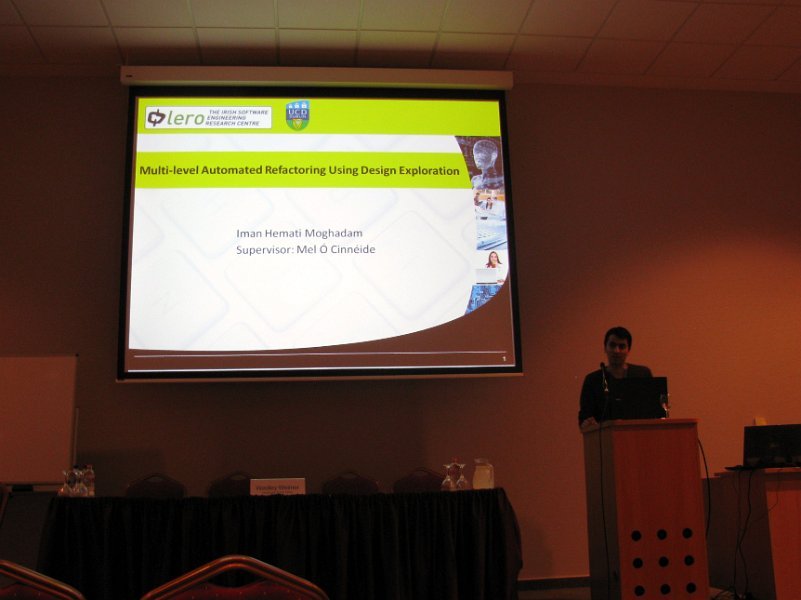 lero
THE IRISH SOFTWARE
ENGINEERING
RESEARCH CENTRE
UCD
DUBLIN
Multi-level Automated Refactoring Using Design Exploration
Iman Hemati Moghadam
Supervisor: Mel Ó Cinnéide
1